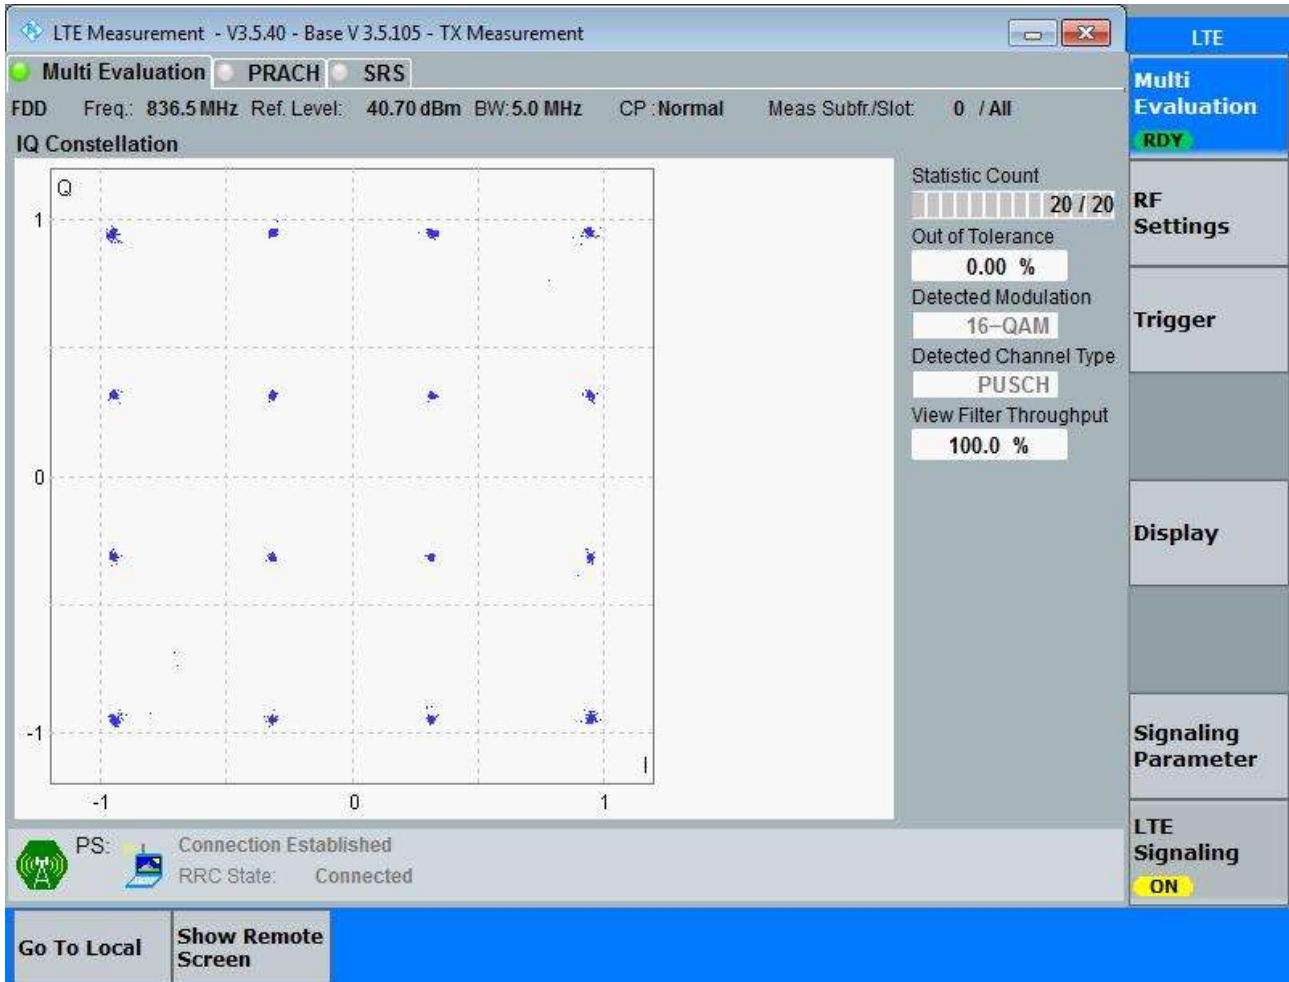 LTE Measurement - V3.5.40 - Base V 3.5.105 - TX Measurement
LTE
Multi Evaluation PRACH SRS
Multi
Evaluation
RDY
FDD Freq.: 836.5 MHz Ref. Level: 40.70 dBm BW: 5.0 MHz CP : Normal Meas Subfr./Slot: 0 / All
IQ Constellation
Q
1
0
-1
I
-1 0 1
Statistic Count
20 / 20
Out of Tolerance
0.00 %
Detected Modulation
16-QAM
Detected Channel Type
PUSCH
View Filter Throughput
100.0 %
RF
Settings
Trigger
Display
Signaling
Parameter
LTE
Signaling
ON
PS: Connection Established
RRC State: Connected
Go To Local
Show Remote
Screen